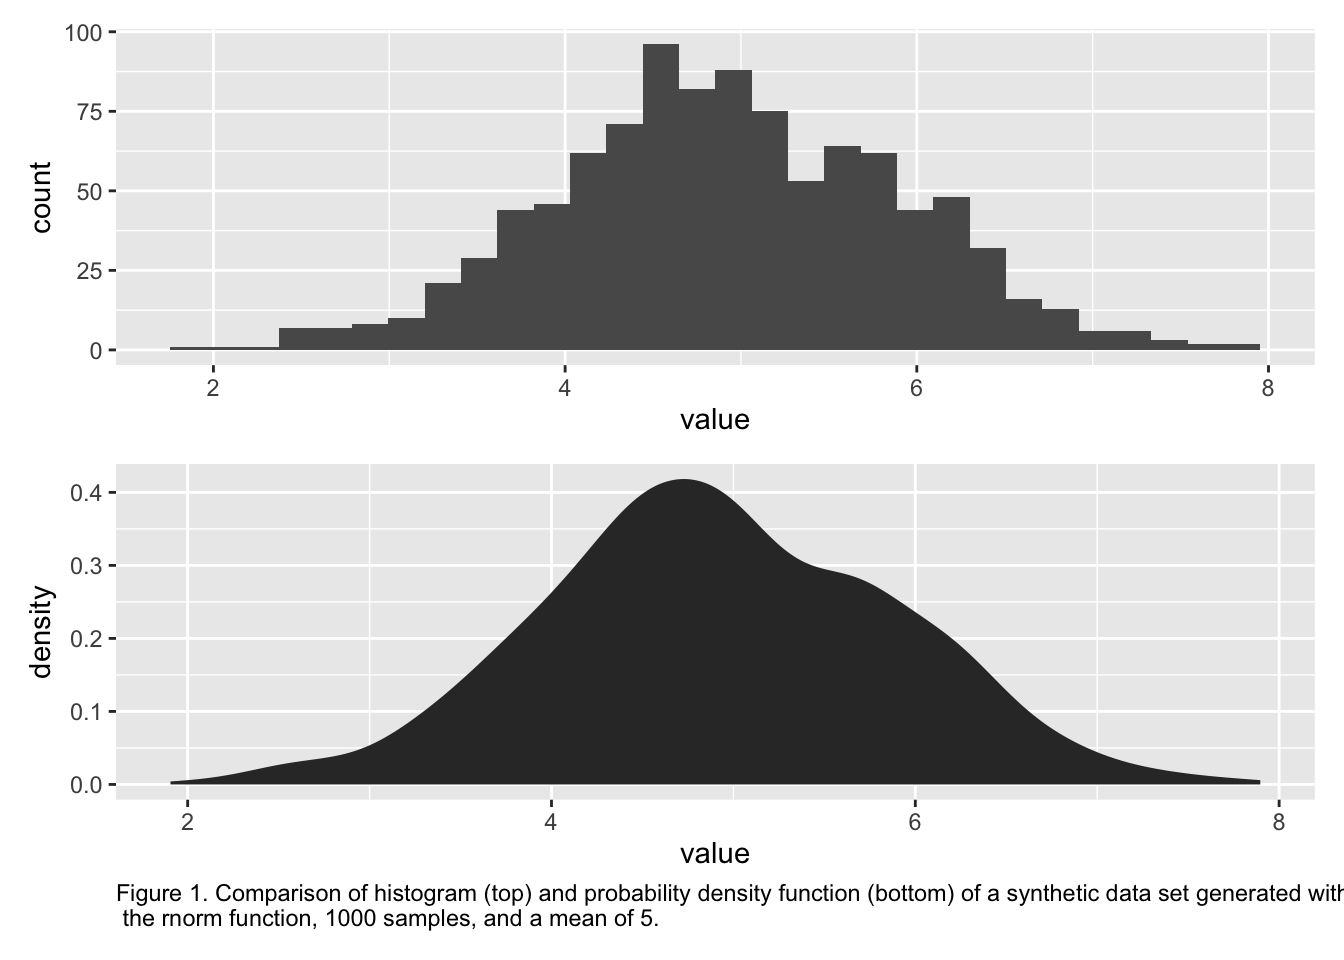 100
75
50
25
0
count
2 4 6 8
value
0.4
0.3
0.2
0.1
0.0
density
2 4 6 8
value
Figure 1. Comparison of histogram (top) and probability density function (bottom) of a synthetic data set generated with
the rnorm function, 1000 samples, and a mean of 5.